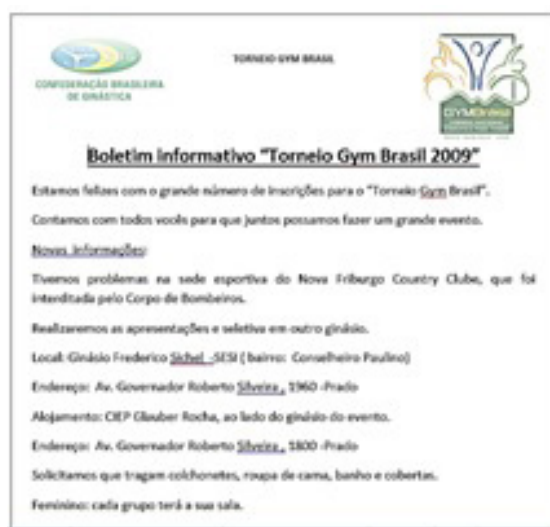 TORNEIO GYM BRASIL
CONFEDERAÇÃO BRASILEIRA
DE GINÁSTICA
GYMBrasil
Boletim informativo “Torneio Gym Brasil 2009”
Estamos felizes com o grande número de inscrições para o “Torneio Gym Brasil”.
Contamos com todos vocês para que juntos possamos fazer um grande evento.
Novas informações:
Tivemos problemas na sede esportiva do Nova Friburgo Country Clube, que foi
interditada pelo Corpo de Bombeiros.
Realizaremos as apresentações e seletiva em outro ginásio.
Local: Ginásio Frederico Sichel -SESI ( bairro: Conselheiro Paulino)
Endereço: Av. Governador Roberto Silveira , 1960 -Prado
Alojamento: CIEP Glauber Rocha, ao lado do ginásio do evento.
Endereço: Av. Governador Roberto Silveira , 1800 -Prado
Solicitamos que tragam colchonetes, roupa de cama, banho e cobertas.
Feminino: cada grupo terá a sua sala.